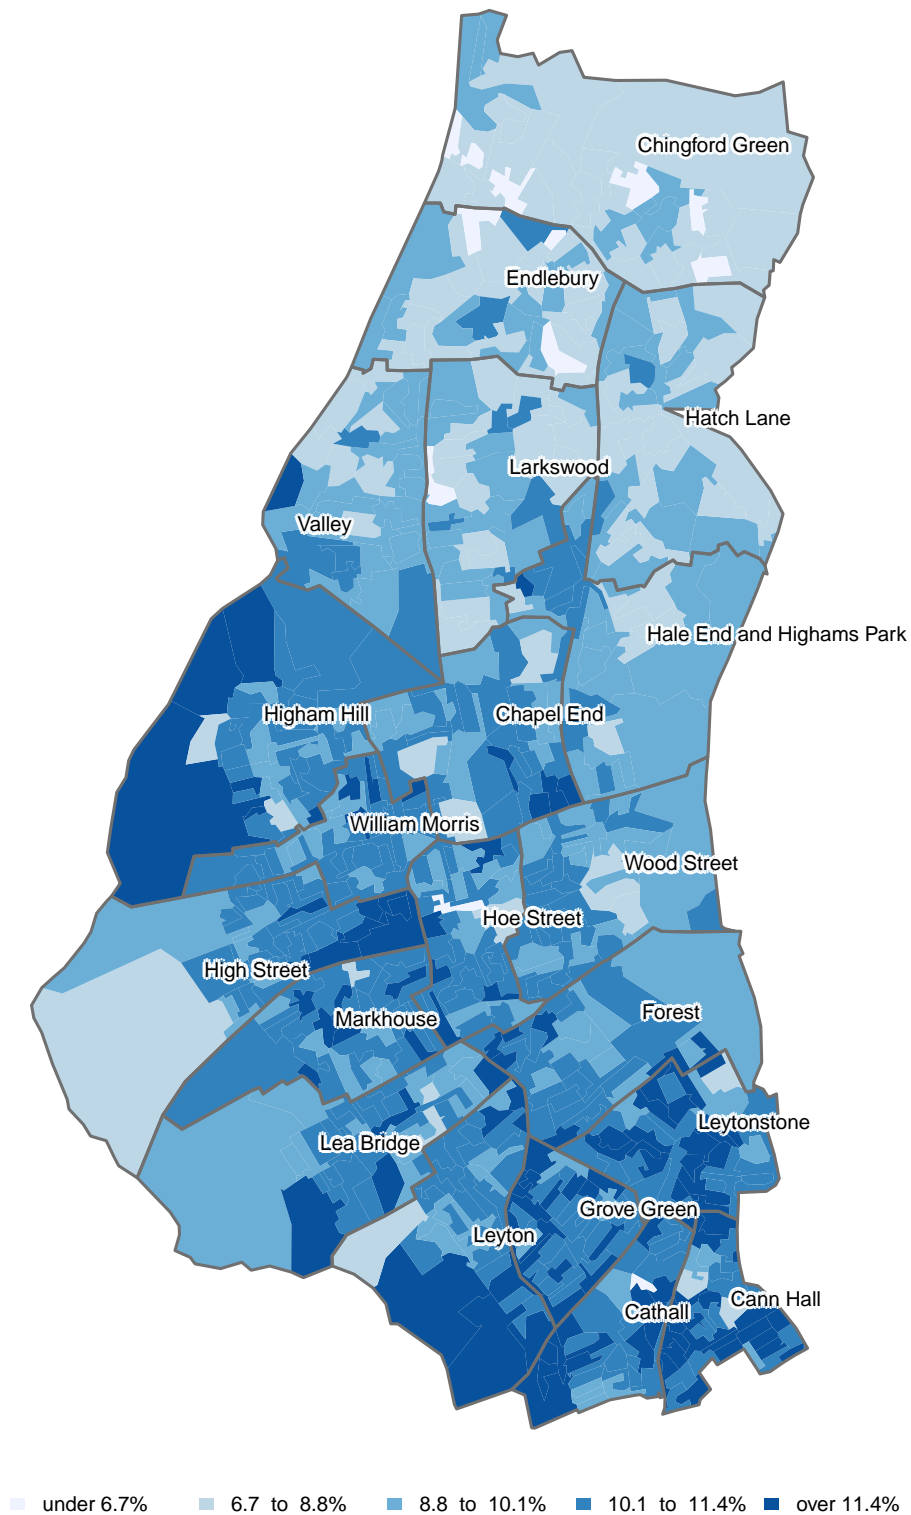 Chingford Green
Endlebury
Hatch Lane
Larkswood
Valley
Hale End and Highams Park
Higham Hill
Chapel End
William Morris
Wood Street
Hoe Street
High Street
Markhouse
Forest
Leytonstone
Lea Bridge
Grove Green
Leyton
Cann Hall
Cathall
under 6.7% 6.7 to 8.8% 8.8 to 10.1% 10.1 to 11.4% over 11.4%